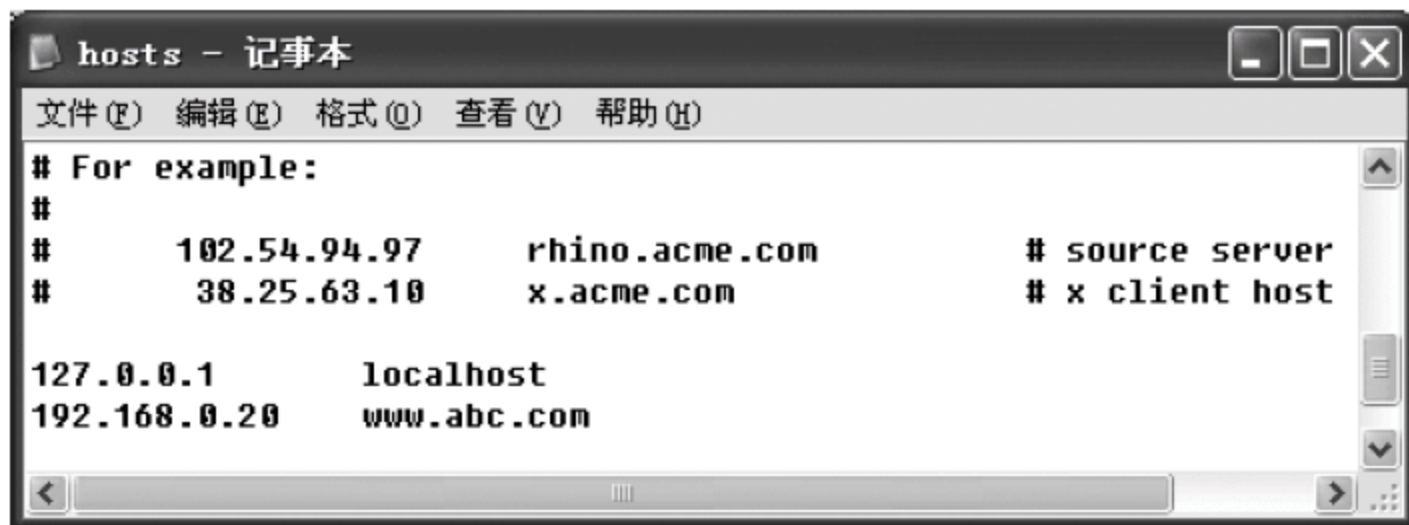 hosts - 记事本
文件(F) 编辑(E) 格式(O) 查看(V) 帮助(H)
# For example:
#
#      102.54.94.97     rhino.acme.com          # source server
#       38.25.63.10     x.acme.com              # x client host
127.0.0.1       localhost
192.168.0.20    www.abc.com